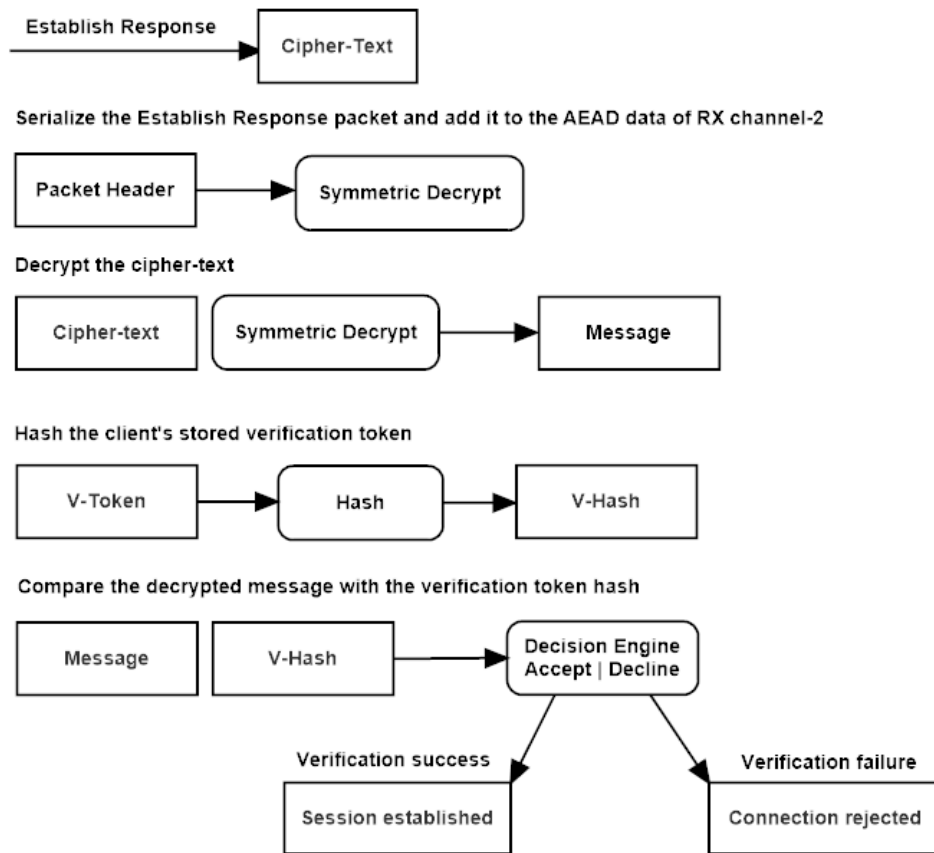 Establish Response
Cipher-Text
Serialize the Establish Response packet and add it to the AEAD data of RX channel-2
Packet Header
Symmetric Decrypt
Decrypt the cipher-text
Cipher-text
Symmetric Decrypt
Message
Hash the client's stored verification token
V-Token
Hash
V-Hash
Compare the decrypted message with the verification token hash
Message
V-Hash
Decision Engine
Accept | Decline
Verification success
Verification failure
Session established
Connection rejected